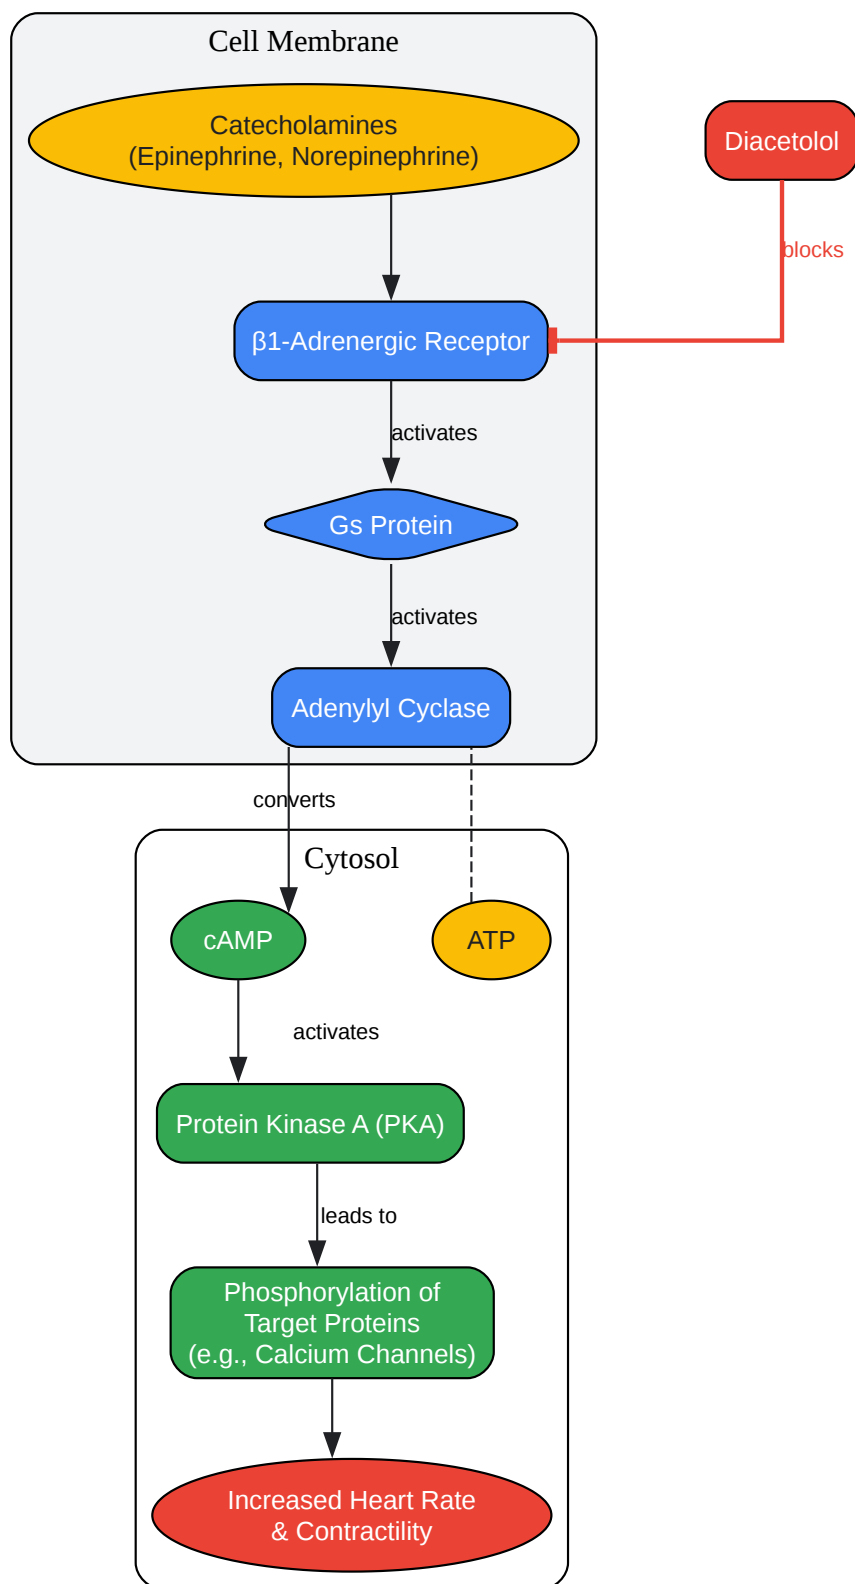 Cell Membrane
Catecholamines
(Epinephrine, Norepinephrine)
Diacetolol
blocks
β1-Adrenergic Receptor
activates
Gs Protein
activates
Adenylyl Cyclase
converts
Cytosol
cAMP
ATP
activates
Protein Kinase A (PKA)
leads to
Phosphorylation of
Target Proteins
(e.g., Calcium Channels)
Increased Heart Rate
& Contractility